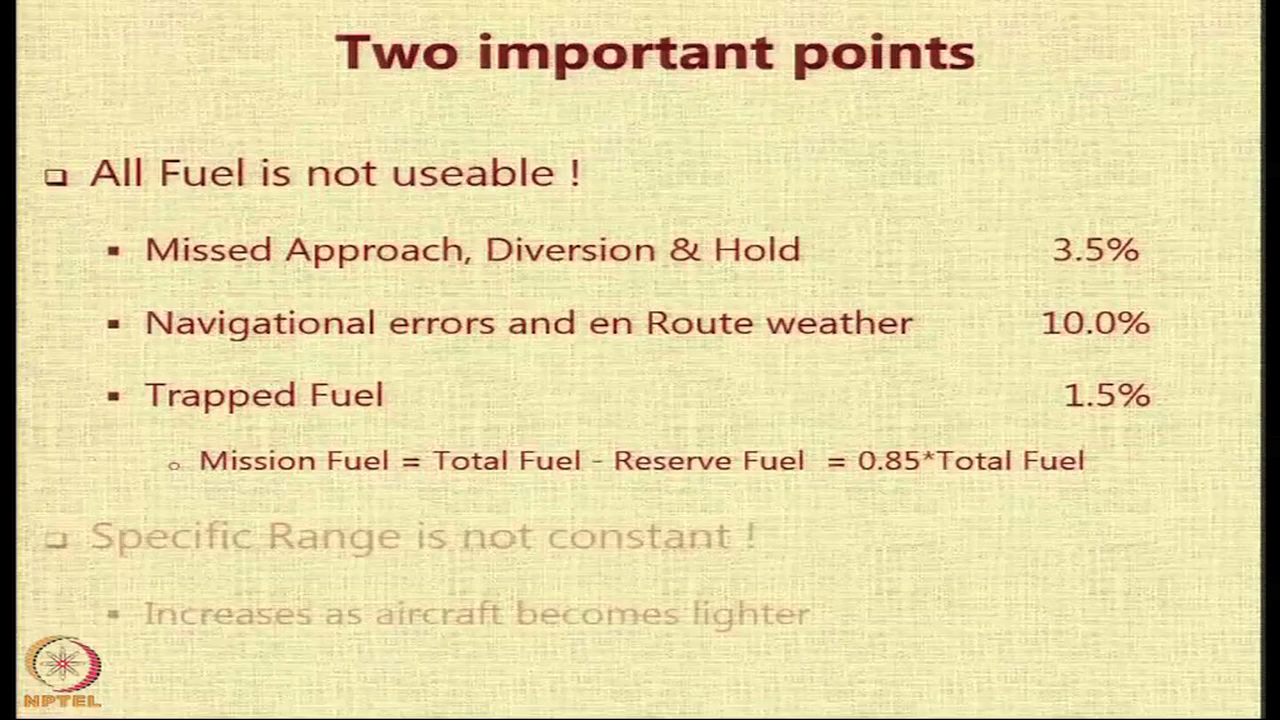 Two important points
All Fuel is not useable !
Missed Approach, Diversion & Hold 3.5%
Navigational errors and en Route weather 10.0%
Trapped Fuel 1.5%
Mission Fuel = Total Fuel - Reserve Fuel = 0.85*Total Fuel
Specific Range is not constant !
Increases as aircraft becomes lighter
NPTEL